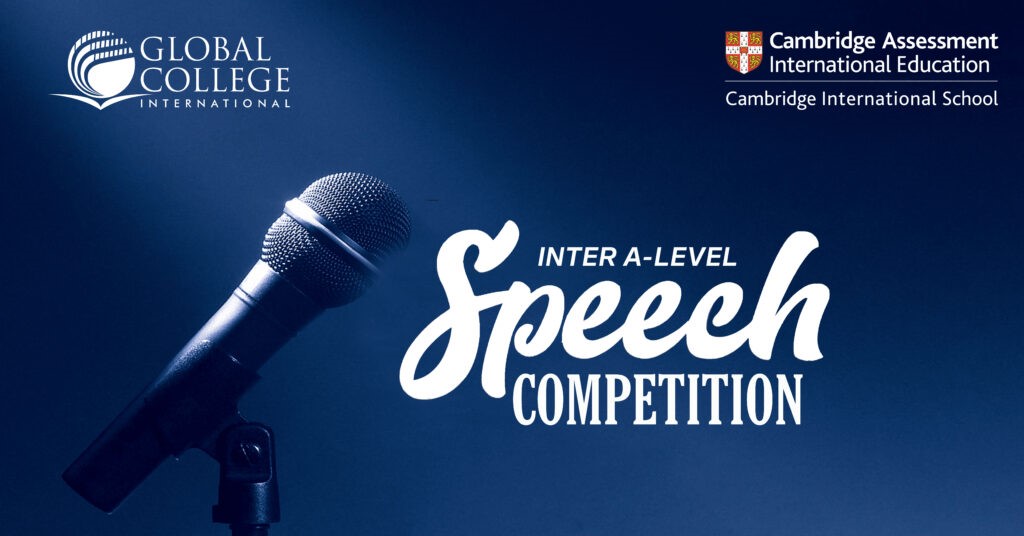 GLOBAL
COLLEGE
INTERNATIONAL
Cambridge Assessment
International Education
Cambridge International School
INTER A-LEVEL
Speech
COMPETITION